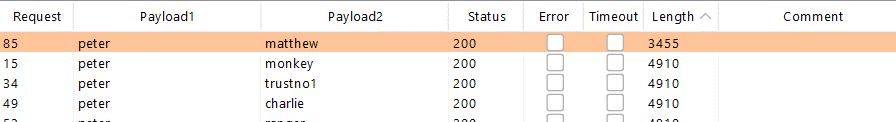 Request Payload1 Payload2 Status Error Timeout Length Comment
85 peter matthew 200 3455
15 peter monkey 200 4910
34 peter trustno1 200 4910
49 peter charlie 200 4910